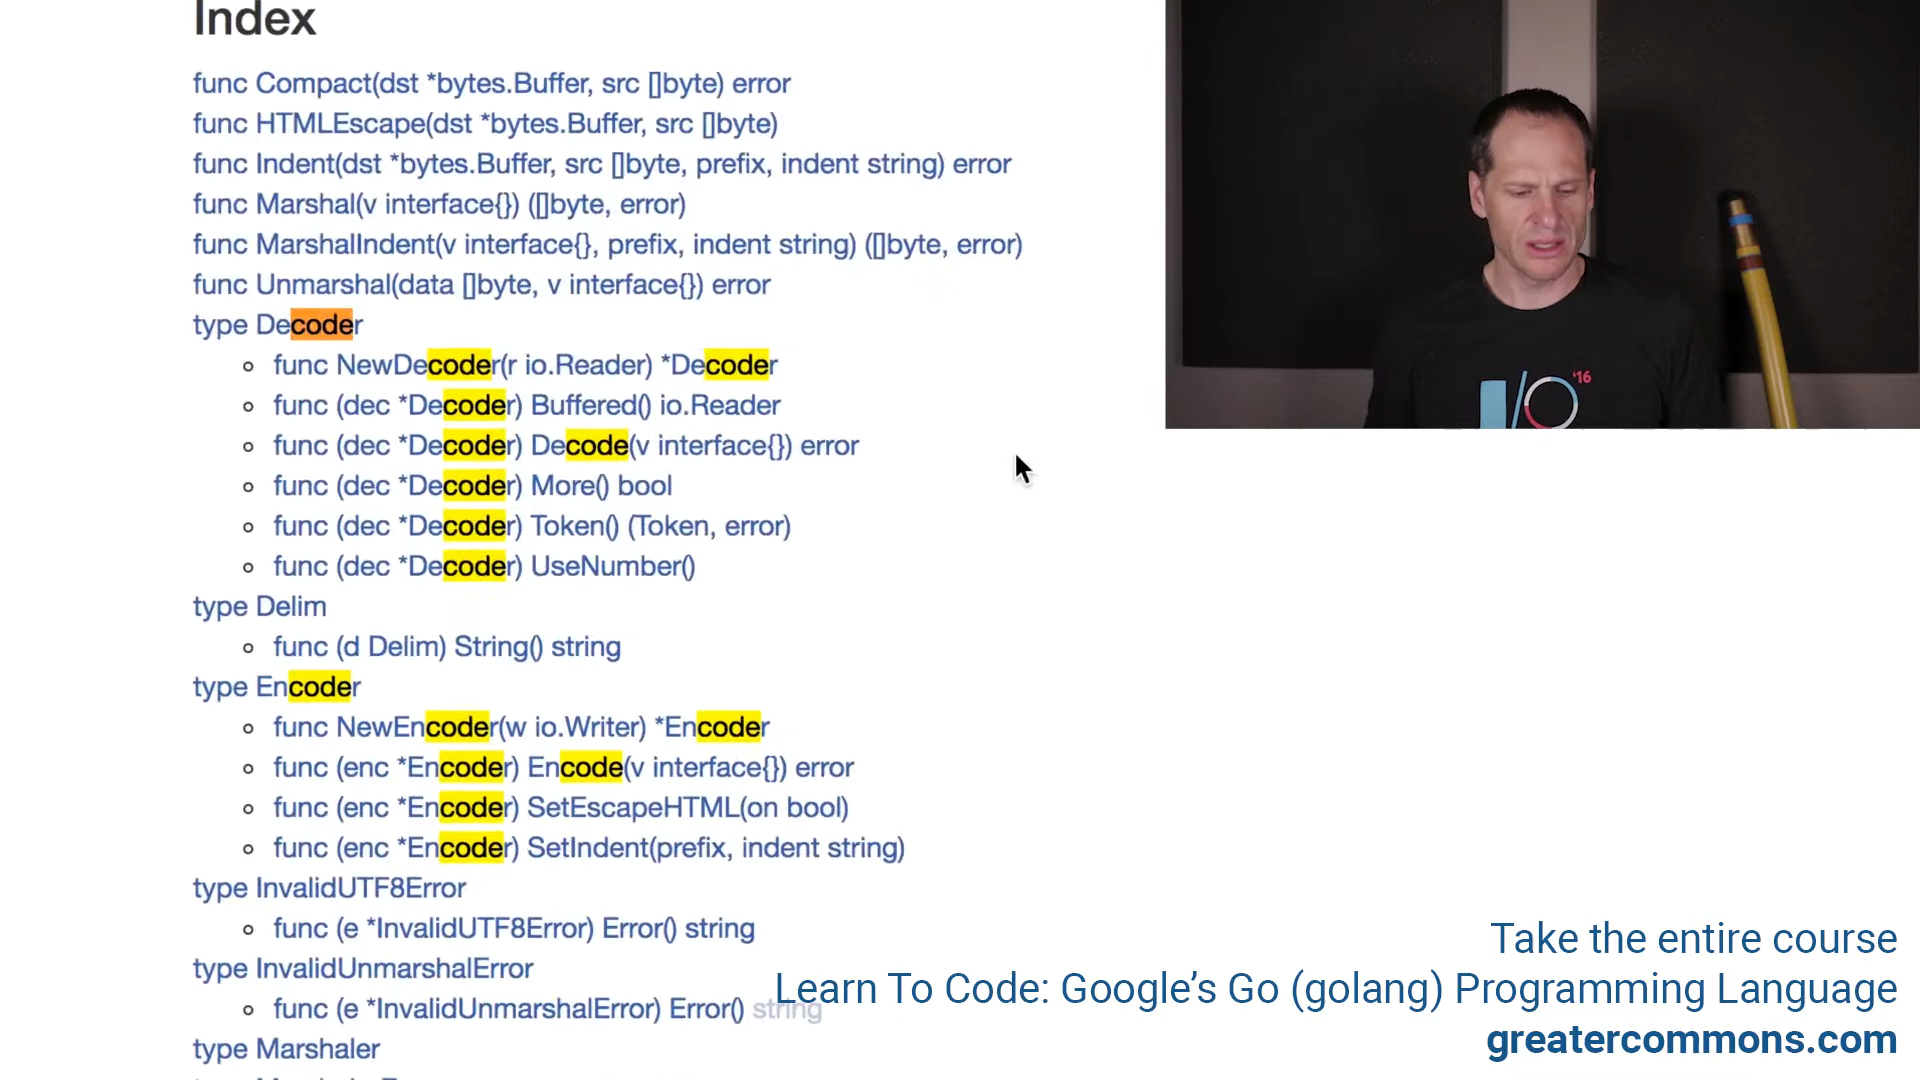 Index
func Compact(dst *bytes.Buffer, src []byte) error
func HTMLEscape(dst *bytes.Buffer, src []byte)
func Indent(dst *bytes.Buffer, src []byte, prefix, indent string) error
func Marshal(v interface{}) ([]byte, error)
func MarshalIndent(v interface{}, prefix, indent string) ([]byte, error)
func Unmarshal(data []byte, v interface{}) error
type Decoder
func NewDecoder(r io.Reader) *Decoder
func (dec *Decoder) Buffered() io.Reader
func (dec *Decoder) Decode(v interface{}) error
func (dec *Decoder) More() bool
func (dec *Decoder) Token() (Token, error)
func (dec *Decoder) UseNumber()
type Delim
func (d Delim) String() string
type Encoder
func NewEncoder(w io.Writer) *Encoder
func (enc *Encoder) Encode(v interface{}) error
func (enc *Encoder) SetEscapeHTML(on bool)
func (enc *Encoder) SetIndent(prefix, indent string)
type InvalidUTF8Error
func (e *InvalidUTF8Error) Error() string
type InvalidUnmarshalError
func (e *InvalidUnmarshalError) Error() string
type Marshaler
I/O '16
Take the entire course
Learn To Code: Google’s Go (golang) Programming Language
greatercommons.com